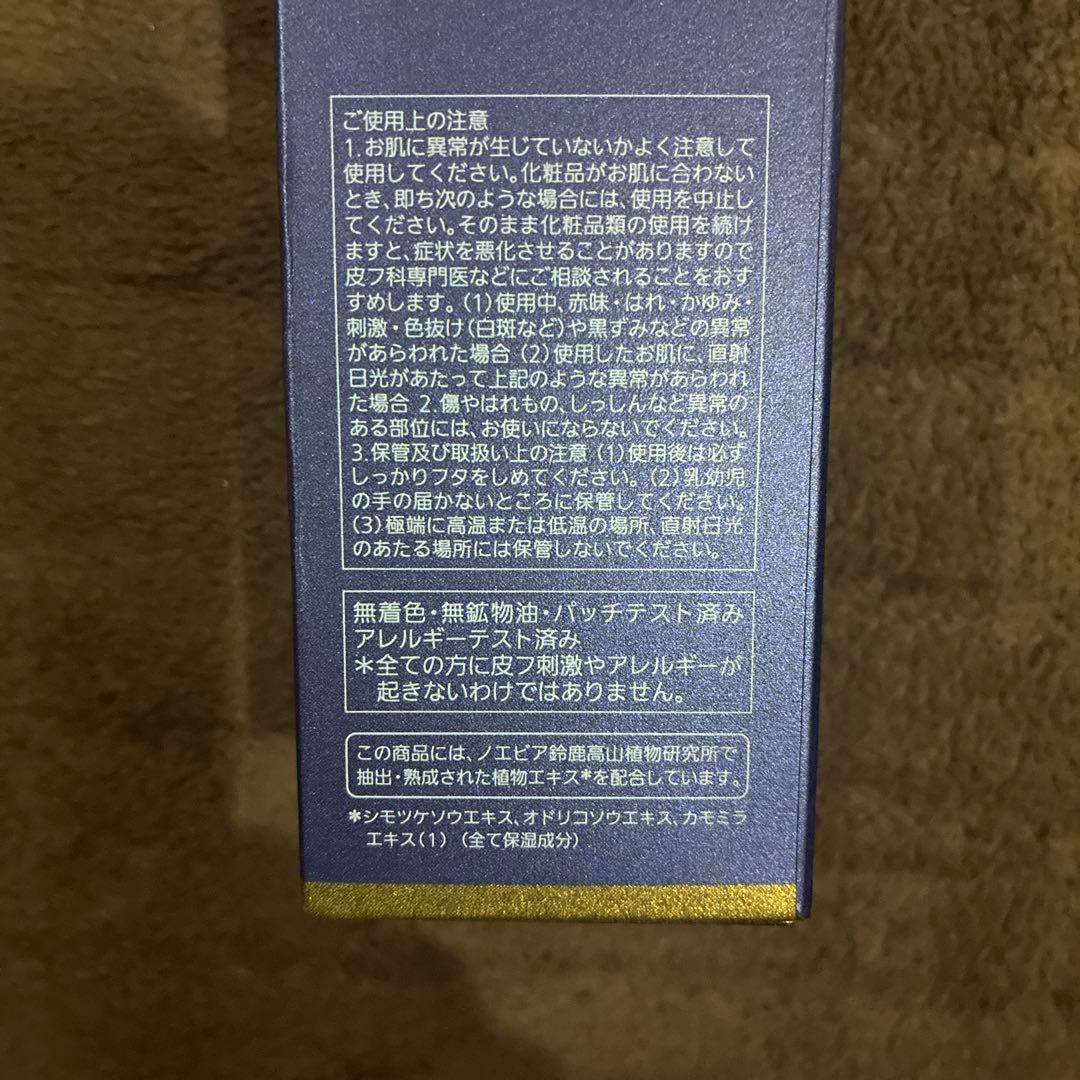 ご使用上の注意
1.お肌に異常が生じていないかよく注意して
使用してください。化粧品がお肌に合わない
とき、即ち次のような場合には、使用を中止し
てください。そのまま化粧品類の使用を続け
ますと、症状を悪化させることがありますので
皮フ科専門医などにご相談されることをおす
すめします。(1)使用中、赤味・はれ・かゆみ・
刺激・色抜け(白斑など)や黒ずみなどの異常
があらわれた場合 (2)使用したお肌に、直射
日光があたって上記のような異常があらわれ
た場合 2.傷やはれもの、しっしんなど異常の
ある部位には、お使いにならないでください。
3.保管及び取扱い上の注意 (1)使用後は必ず
しっかりフタをしめてください。(2)乳幼児
の手の届かないところに保管してください。
(3)極端に高温または低温の場所、直射日光
のあたる場所には保管しないでください。
無着色・無鉱物油・パッチテスト済み
アレルギーテスト済み
*全ての方に皮フ刺激やアレルギーが
起きないわけではありません。
この商品には、ノエビア鈴鹿高山植物研究所で
抽出・熟成された植物エキス*を配合しています。
*シモツケソウエキス、オドリコソウエキス、カモミラ
エキス(1) (全て保湿成分).